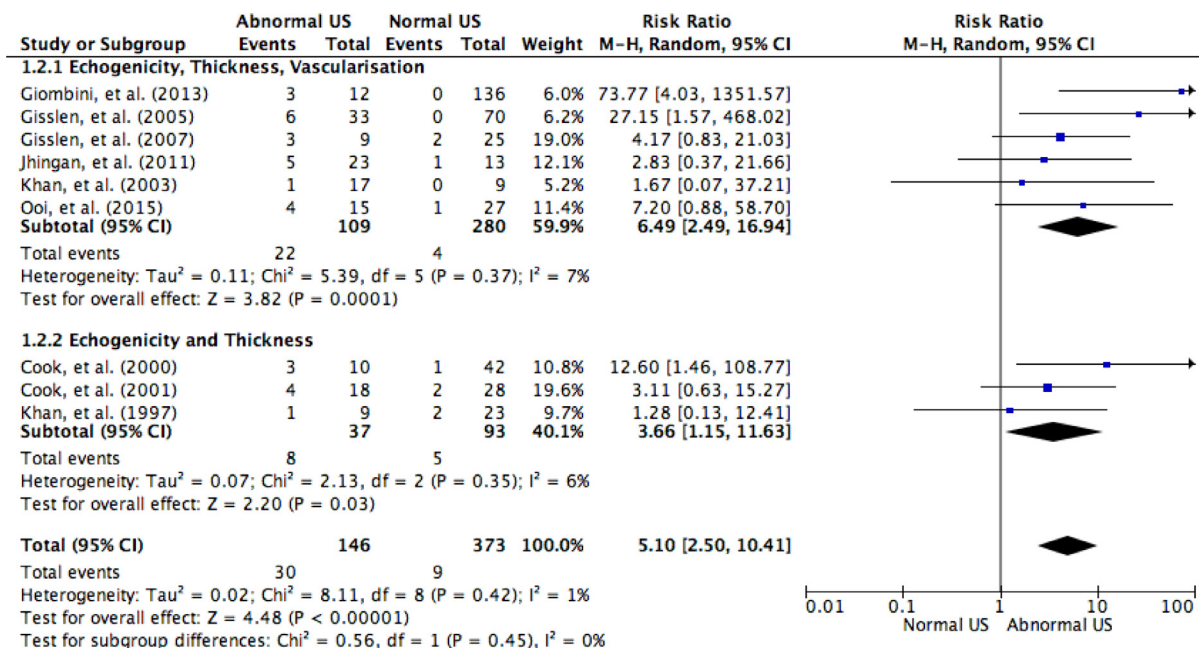 Abnormal US Normal US Risk Ratio Risk Ratio
Study or Subgroup Events Total Events Total Weight M-H, Random, 95% CI M-H, Random, 95% CI
1.2.1 Echogenicity, Thickness, Vascularisation
Giombini, et al. (2013) 3 12 0 136 6.0% 73.77 [4.03, 1351.57]
Gisslen, et al. (2005) 6 33 0 70 6.2% 27.15 [1.57, 468.02]
Gisslen, et al. (2007) 3 9 2 25 19.0% 4.17 [0.83, 21.03]
Jhingan, et al. (2011) 5 23 1 13 12.1% 2.83 [0.37, 21.66]
Khan, et al. (2003) 1 17 0 9 5.2% 1.67 [0.07, 37.21]
Ooi, et al. (2015) 4 15 1 27 11.4% 7.20 [0.88, 58.70]
Subtotal (95% CI) 109 280 59.9% 6.49 [2.49, 16.94]
Total events 22 4
Heterogeneity: Tau² = 0.11; Chi² = 5.39, df = 5 (P = 0.37); I² = 7%
Test for overall effect: Z = 3.82 (P = 0.0001)
1.2.2 Echogenicity and Thickness
Cook, et al. (2000) 3 10 1 42 10.8% 12.60 [1.46, 108.77]
Cook, et al. (2001) 4 18 2 28 19.6% 3.11 [0.63, 15.27]
Khan, et al. (1997) 1 9 2 23 9.7% 1.28 [0.13, 12.41]
Subtotal (95% CI) 37 93 40.1% 3.66 [1.15, 11.63]
Total events 8 5
Heterogeneity: Tau² = 0.07; Chi² = 2.13, df = 2 (P = 0.35); I² = 6%
Test for overall effect: Z = 2.20 (P = 0.03)
Total (95% CI) 146 373 100.0% 5.10 [2.50, 10.41]
Total events 30 9
Heterogeneity: Tau² = 0.02; Chi² = 8.11, df = 8 (P = 0.42); I² = 1%
Test for overall effect: Z = 4.48 (P < 0.00001)
Test for subgroup differences: Chi² = 0.56, df = 1 (P = 0.45), I² = 0%
0.01 0.1 1 10 100
Normal US Abnormal US